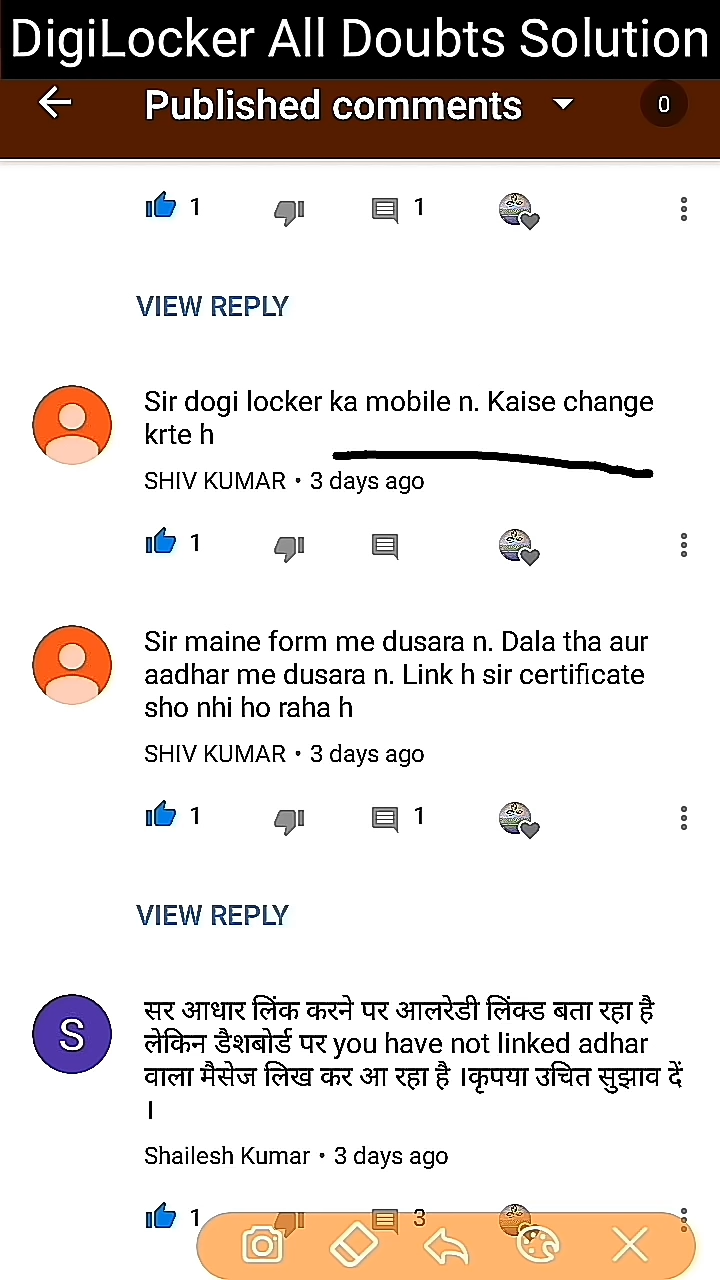 DigiLocker All Doubts Solution
Published comments
0
1
1
VIEW REPLY
Sir dogi locker ka mobile n. Kaise change
krte h
SHIV KUMAR • 3 days ago
1
Sir maine form me dusara n. Dala tha aur
aadhar me dusara n. Link h sir certificate
sho nhi ho raha h
SHIV KUMAR • 3 days ago
1
1
VIEW REPLY
S
सर आधार लिंक करने पर आलरेडी लिंक्ड बता रहा है
लेकिन डैशबोर्ड पर you have not linked adhar
वाला मैसेज लिख कर आ रहा है ।कृपया उचित सुझाव दें
।
Shailesh Kumar • 3 days ago
1
3